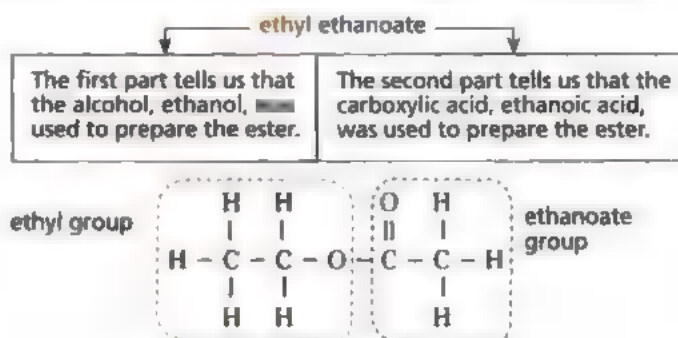 ethyl ethanoate
The first part tells us that
the alcohol, ethanol,
used to prepare the ester.
The second part tells us that the
carboxylic acid, ethanoic acid,
was used to prepare the ester.
ethyl group
H H O H
| | || |
H – C – C – O – C – C – H
| | |
H H H
ethanoate
group